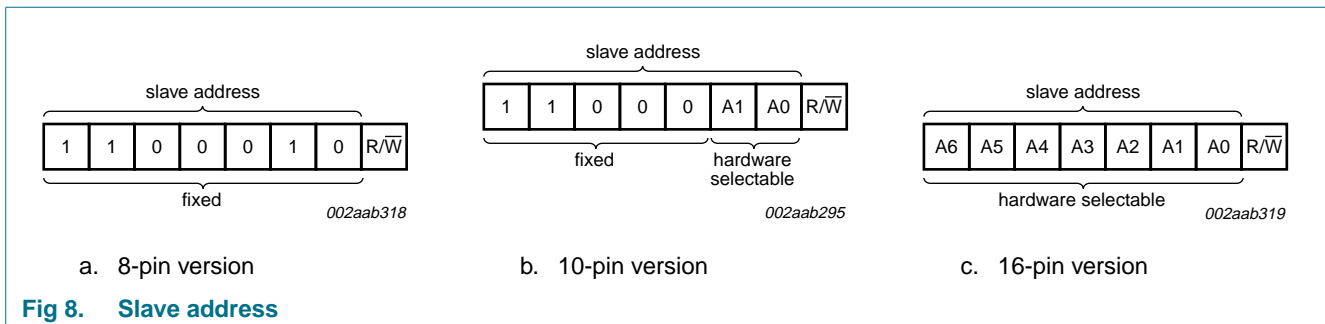 slave address
1 1 0 0 0 1 0 R/W̅
fixed
002aab318
a. 8-pin version
slave address
1 1 0 0 0 A1 A0 R/W̅
fixed
hardware
selectable
002aab295
b. 10-pin version
slave address
A6 A5 A4 A3 A2 A1 A0 R/W̅
hardware selectable
002aab319
c. 16-pin version
Fig 8. Slave address